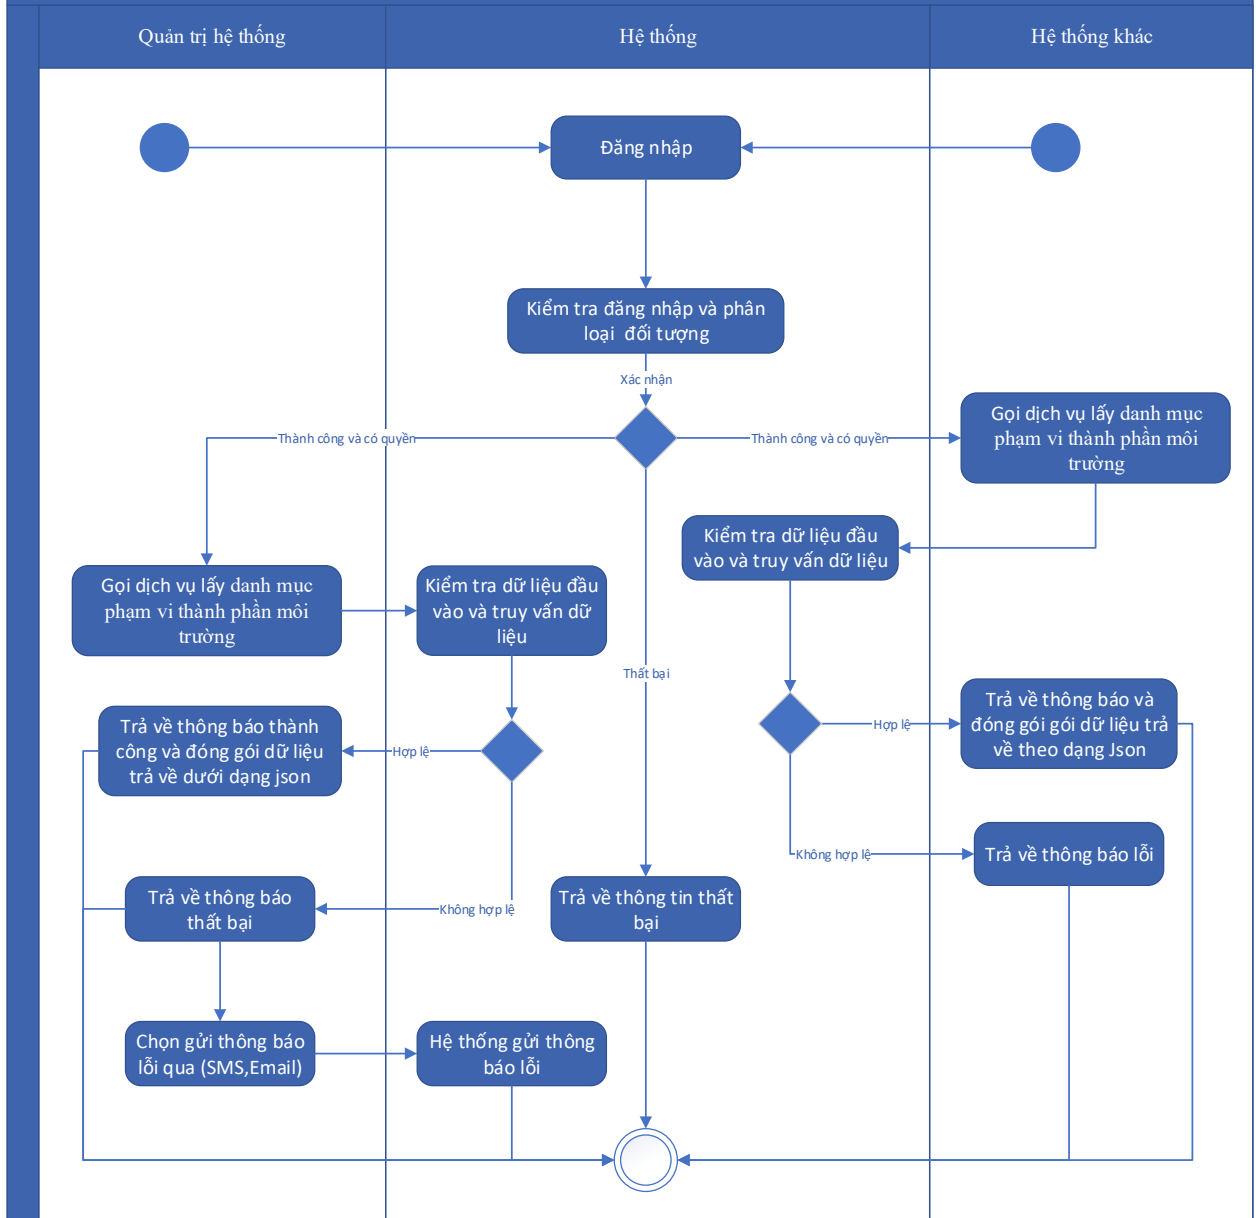 Quản trị hệ thống
Hệ thống
Hệ thống khác
Đăng nhập
Kiểm tra đăng nhập và phân
loại đối tượng
Xác nhận
Thành công và có quyền
Thành công và có quyền
Gọi dịch vụ lấy danh mục
phạm vi thành phần môi
trường
Kiểm tra dữ liệu đầu
vào và truy vấn dữ liệu
Gọi dịch vụ lấy danh mục
phạm vi thành phần môi
trường
Kiểm tra dữ liệu đầu
vào và truy vấn dữ
liệu
Thất bại
Trả về thông báo thành
công và đóng gói dữ liệu
trả về dưới dạng json
Hợp lệ
Hợp lệ
Trả về thông báo và
đóng gói gói dữ liệu trả
về theo dạng Json
Không hợp lệ
Trả về thông báo lỗi
Trả về thông báo
thất bại
Không hợp lệ
Trả về thông tin thất
bại
Chọn gửi thông báo
lỗi qua (SMS,Email)
Hệ thống gửi thông
báo lỗi